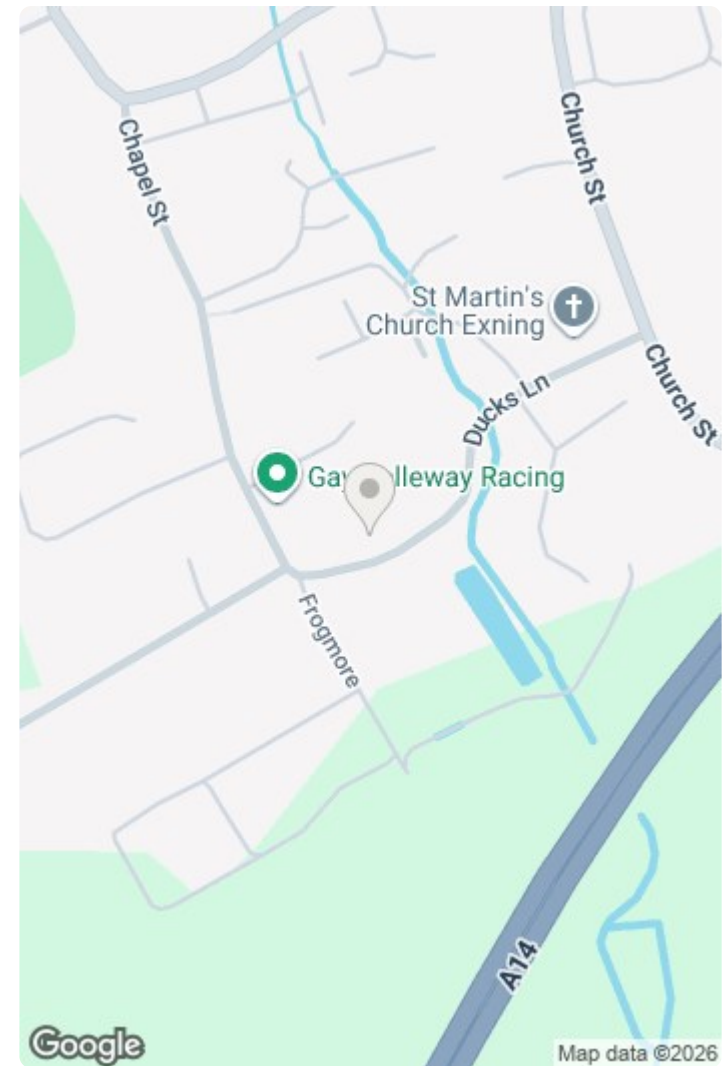 Church St
Chapel St
St Martin's
Church Exning
Church St
Ducks Ln
Racing
Frogmore
A14
Google
Map data ©2026